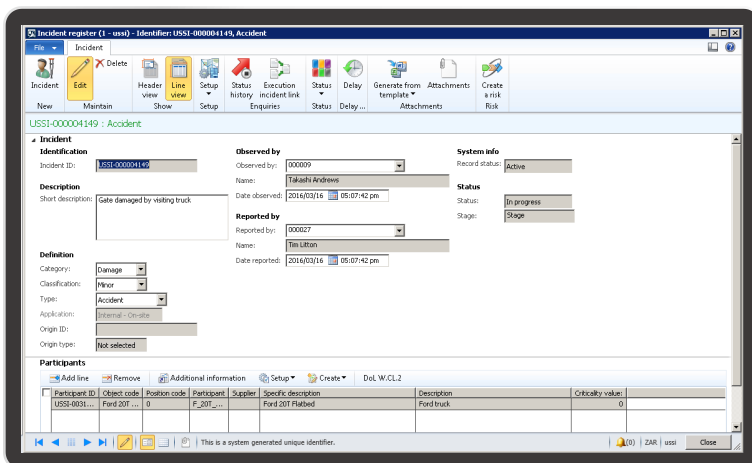 Incident register (1 - ussi) - Identifier: USSI-000004149, Accident
File Incident
Incident Edit Delete Header view Line view Setup Status history Execution incident link Status Delay Generate from template Attachments Create a risk
New Maintain Show Setup Enquiries Status Delay ... Attachments Risk
USSI-000004149 : Accident
Incident
Identification
Incident ID: USSI-000004149
Description
Short description: Gate damaged by visiting truck
Definition
Category: Damage
Classification: Minor
Type: Accident
Application: Internal - On-site
Origin ID:
Origin type: Not selected
Observed by
Observed by: 000009
Name: Takashi Andrews
Date observed: 2016/03/16 05:07:42 pm
Reported by
Reported by: 000027
Name: Tim Litton
Date reported: 2016/03/16 05:07:42 pm
System info
Record status: Active
Status
Status: In progress
Stage: Stage
Participants
Add line Remove Additional information Setup Create DoL W.CL.2
Participant ID Object code Position code Participant Supplier Specific description Description Criticality value:
USSI-0031... Ford 20T ... 0 F_20T_... Ford 20T Flatbed Ford truck 0
This is a system generated unique identifier. (0) ZAR ussi Close